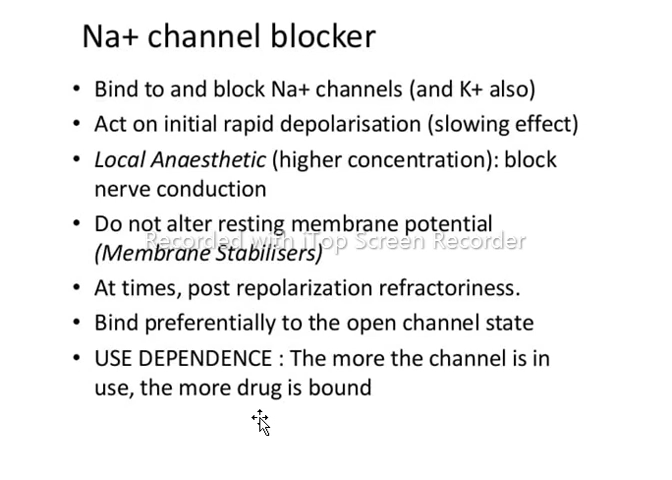 Na+ channel blocker
• Bind to and block Na+ channels (and K+ also)
• Act on initial rapid depolarisation (slowing effect)
• Local Anaesthetic (higher concentration): block
nerve conduction
• Do not alter resting membrane potential
Recorded with iTop Screen Recorder
(Membrane Stabilisers)
• At times, post repolarization refractoriness.
• Bind preferentially to the open channel state
• USE DEPENDENCE : The more the channel is in
use, the more drug is bound